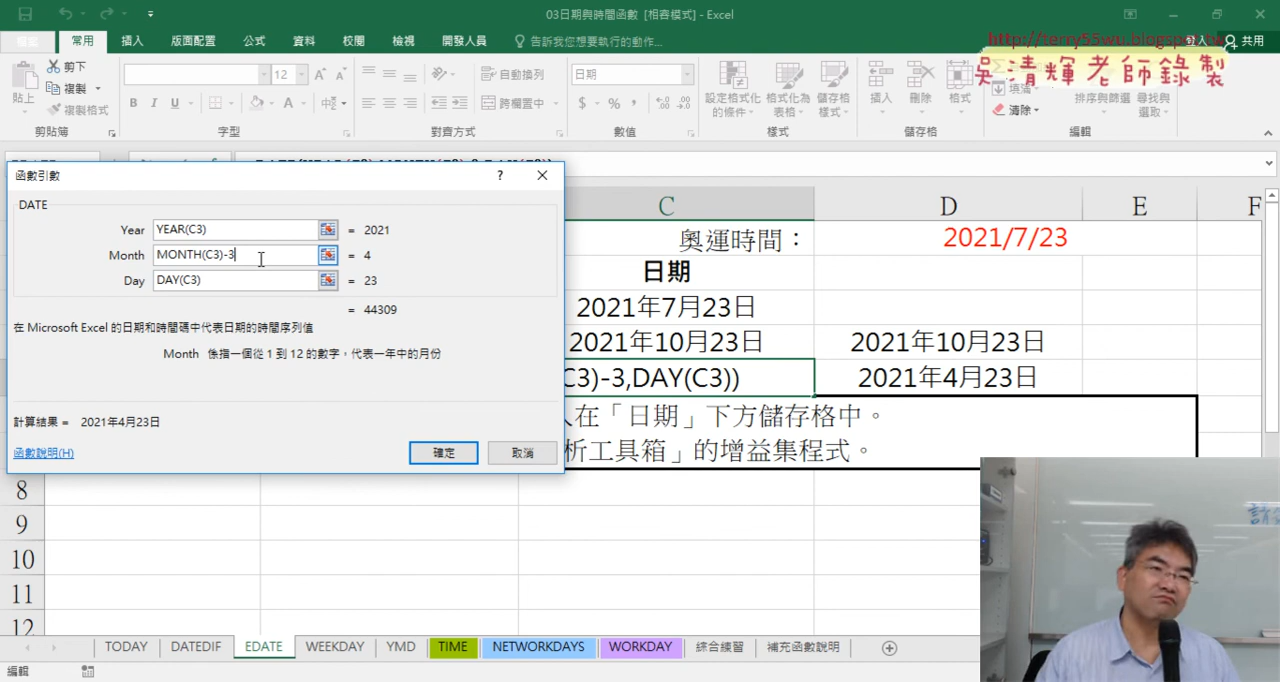 03日期與時間函數 [相容模式] - Excel
http://terry55wu.blogspot.tw
吳清輝老師錄製
常用 插入 版面配置 公式 資料 校閱 檢視 開發人員 告訴我您想要執行的動作... 登入 共用
貼上 剪下
複製
複製格式
12
自動換列
跨欄置中
日期
設定格式化的條件 格式化為表格 儲存格樣式
插入 刪除 格式
填滿
清除
排序與篩選 尋找與選取
剪貼簿 字型 對齊方式 數值 樣式 儲存格 編輯
函數引數
DATE
Year YEAR(C3) = 2021
Month MONTH(C3)-3 = 4
Day DAY(C3) = 23
= 44309
在 Microsoft Excel 的日期和時間碼中代表日期的時間序列值
Month 係指一個從 1 到 12 的數字，代表一年中的月份
計算結果 = 2021年4月23日
函數說明(H) 確定 取消
C D E F
奧運時間： 2021/7/23
日期
2021年7月23日
2021年10月23日 2021年10月23日
C3)-3,DAY(C3)) 2021年4月23日
在「日期」下方儲存格中。
析工具箱」的增益集程式。
8
9
10
11
12
TODAY DATEDIF EDATE WEEKDAY YMD TIME NETWORKDAYS WORKDAY 綜合練習 補充函數說明
編輯